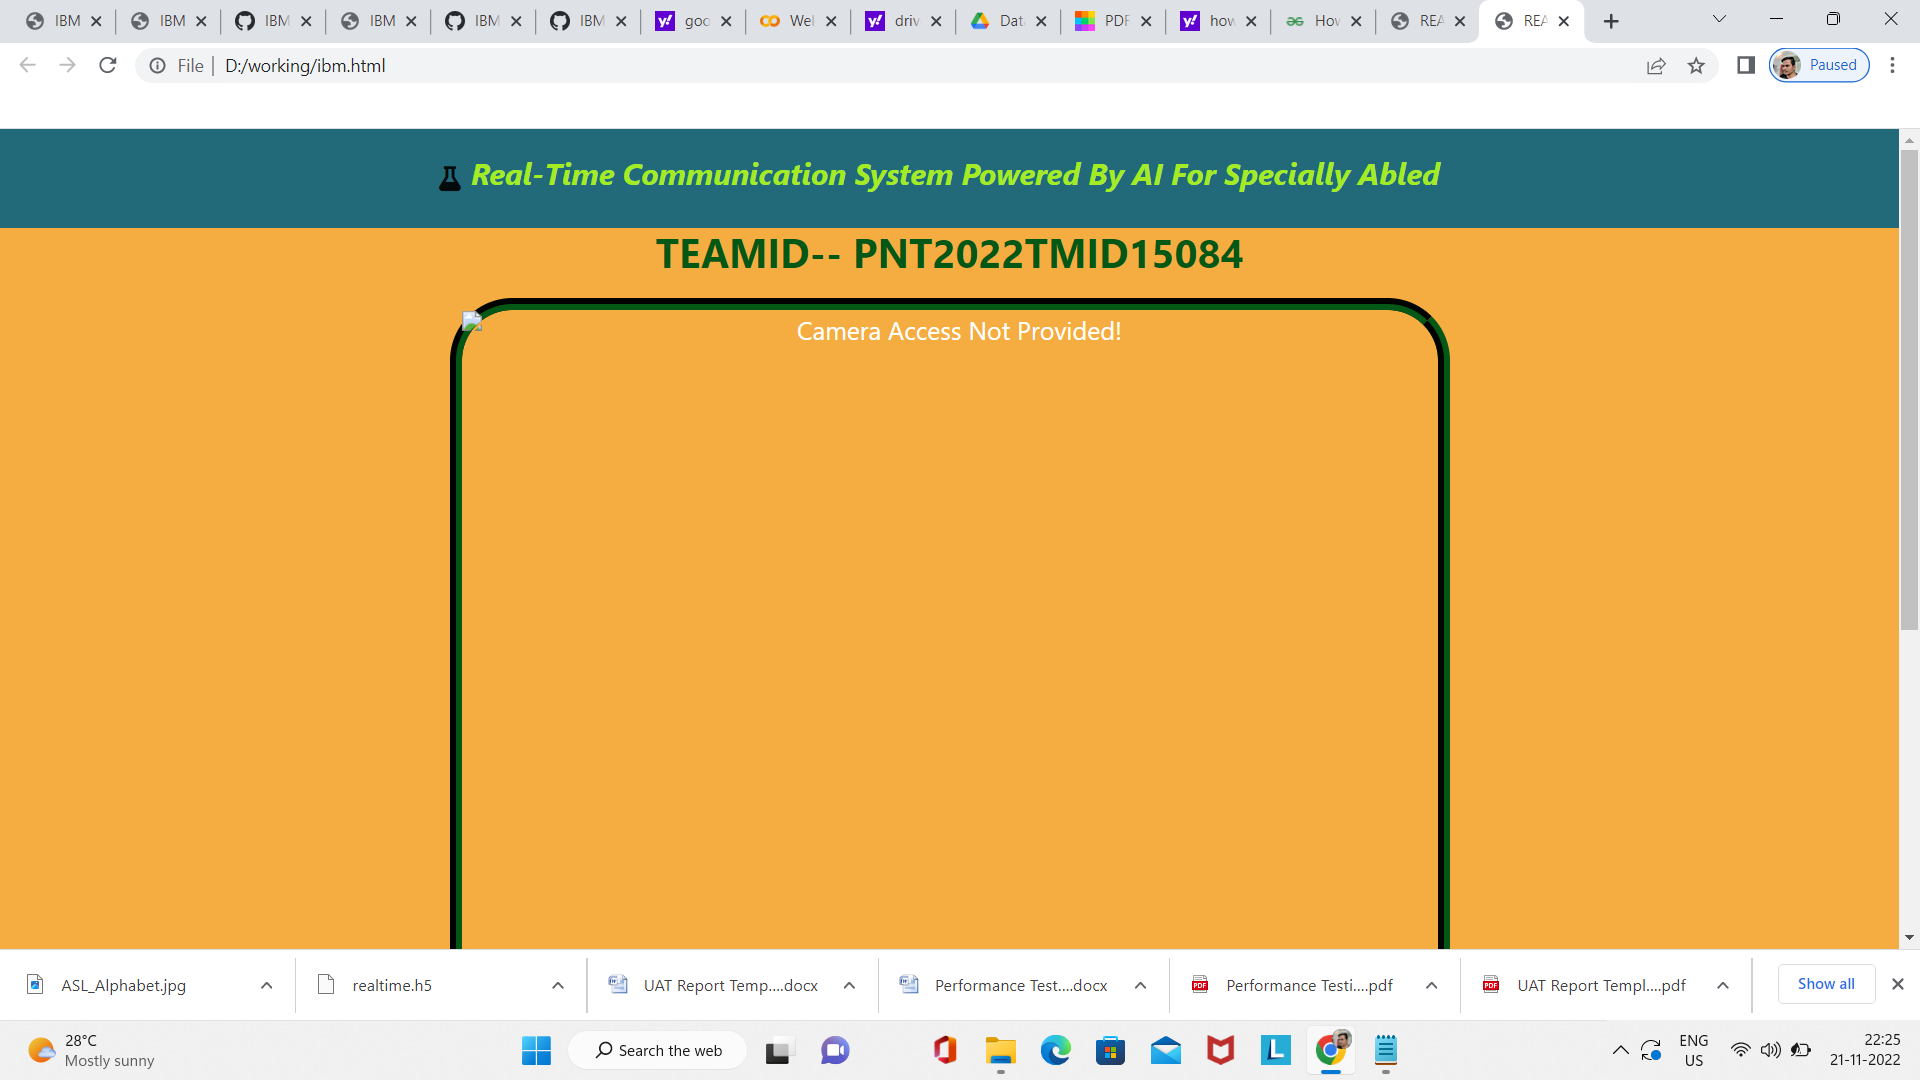 IBM
IBM
IBM
IBM
IBM
IBM
goo
Wel
driv
Dat
PDF
how
How
REA
REA
File
D:/working/ibm.html
Paused
Real-Time Communication System Powered By AI For Specially Abled
TEAMID-- PNT2022TMID15084
Camera Access Not Provided!
ASL_Alphabet.jpg
realtime.h5
UAT Report Temp....docx
Performance Test....docx
Performance Testi....pdf
UAT Report Templ....pdf
Show all
28°C
Mostly sunny
Search the web
ENG
US
22:25
21-11-2022